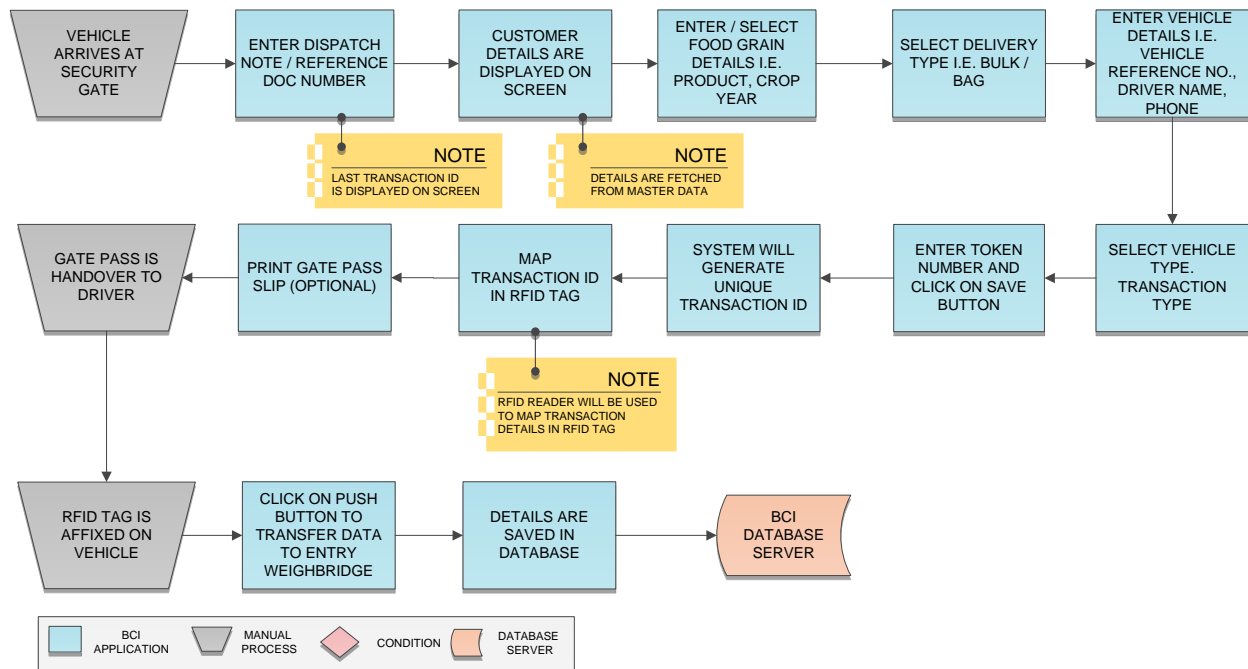 VEHICLE
ARRIVES AT
SECURITY
GATE
ENTER DISPATCH
NOTE / REFERENCE
DOC NUMBER
CUSTOMER
DETAILS ARE
DISPLAYED ON
SCREEN
ENTER / SELECT
FOOD GRAIN
DETAILS I.E.
PRODUCT, CROP
YEAR
SELECT DELIVERY
TYPE I.E. BULK /
BAG
ENTER VEHICLE
DETAILS I.E.
VEHICLE
REFERENCE NO.,
DRIVER NAME,
PHONE
NOTE
LAST TRANSACTION ID
IS DISPLAYED ON SCREEN
NOTE
DETAILS ARE FETCHED
FROM MASTER DATA
GATE PASS IS
HANDOVER TO
DRIVER
PRINT GATE PASS
SLIP (OPTIONAL)
MAP
TRANSACTION ID
IN RFID TAG
SYSTEM WILL
GENERATE
UNIQUE
TRANSACTION ID
ENTER TOKEN
NUMBER AND
CLICK ON SAVE
BUTTON
SELECT VEHICLE
TYPE.
TRANSACTION
TYPE
NOTE
RFID READER WILL BE USED
TO MAP TRANSACTION
DETAILS IN RFID TAG
RFID TAG IS
AFFIXED ON
VEHICLE
CLICK ON PUSH
BUTTON TO
TRANSFER DATA
TO ENTRY
WEIGHBRIDGE
DETAILS ARE
SAVED IN
DATABASE
BCI
DATABASE
SERVER
BCI
APPLICATION
MANUAL
PROCESS
CONDITION
DATABASE
SERVER